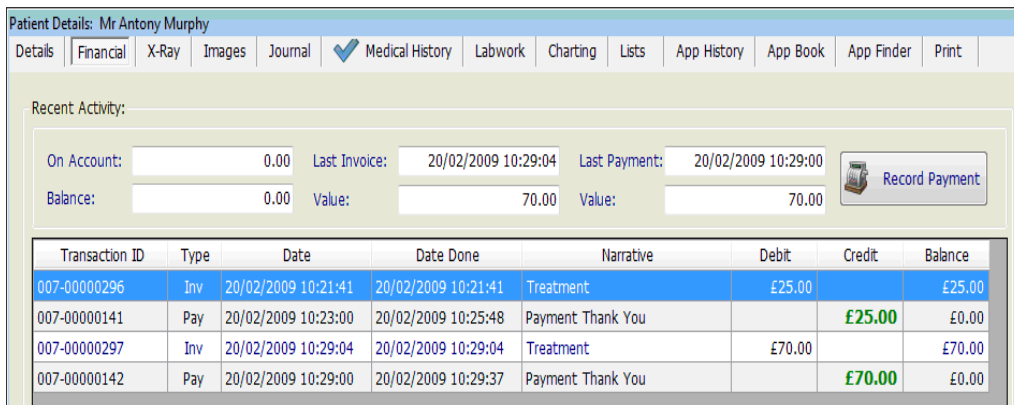 Patient Details: Mr Antony Murphy
Details Financial X-Ray Images Journal Medical History Labwork Charting Lists App History App Book App Finder Print
Recent Activity:
On Account: 0.00 Last Invoice: 20/02/2009 10:29:04 Last Payment: 20/02/2009 10:29:00
Record Payment
Balance: 0.00 Value: 70.00 Value: 70.00
Transaction ID Type Date Date Done Narrative Debit Credit Balance
007-00000296 Inv 20/02/2009 10:21:41 20/02/2009 10:21:41 Treatment £25.00 £25.00
007-00000141 Pay 20/02/2009 10:23:00 20/02/2009 10:25:48 Payment Thank You £25.00 £0.00
007-00000297 Inv 20/02/2009 10:29:04 20/02/2009 10:29:04 Treatment £70.00 £70.00
007-00000142 Pay 20/02/2009 10:29:00 20/02/2009 10:29:37 Payment Thank You £70.00 £0.00